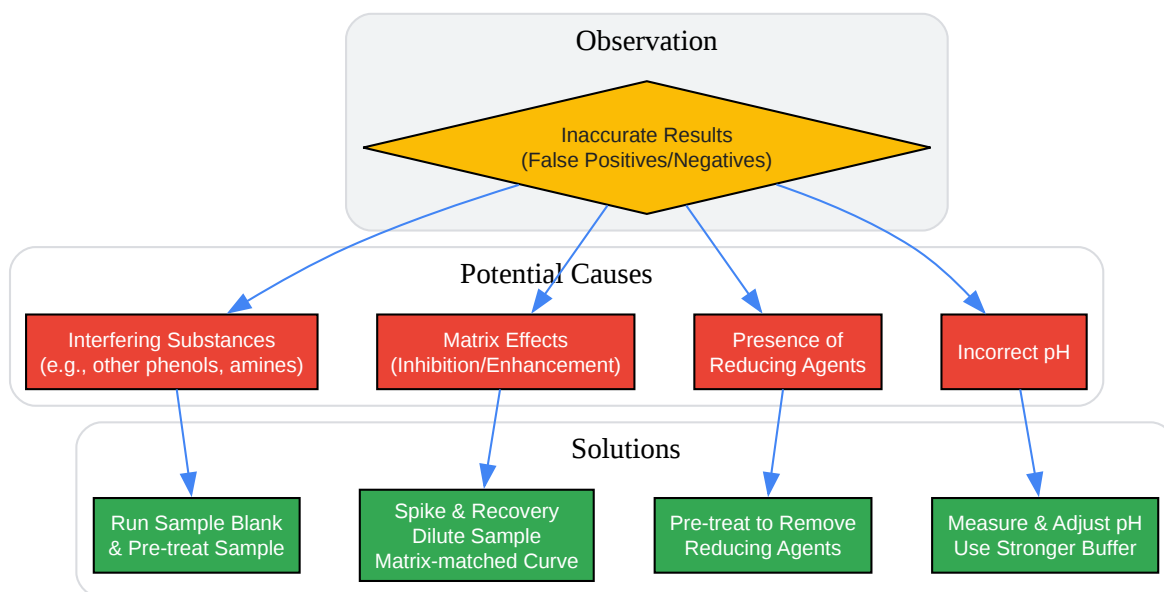 Observation
Inaccurate Results
(False Positives/Negatives)
Potential Causes
Interfering Substances
(e.g., other phenols, amines)
Matrix Effects
(Inhibition/Enhancement)
Presence of
Reducing Agents
Incorrect pH
Solutions
Run Sample Blank
& Pre-treat Sample
Spike & Recovery
Dilute Sample
Matrix-matched Curve
Pre-treat to Remove
Reducing Agents
Measure & Adjust pH
Use Stronger Buffer